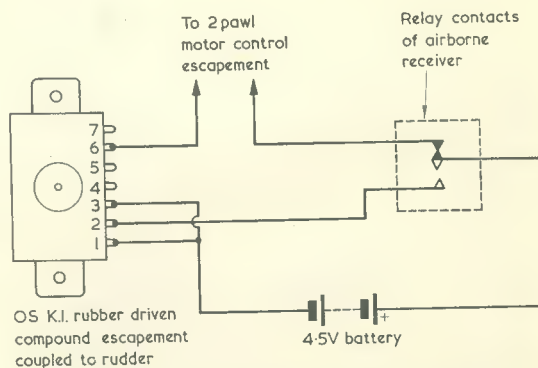 To 2 pawl
motor control
escapement
Relay contacts
of airborne
receiver
7
6
5
4
3
2
1
OS K.I. rubber driven
compound escapement
coupled to rudder
+
4·5V battery